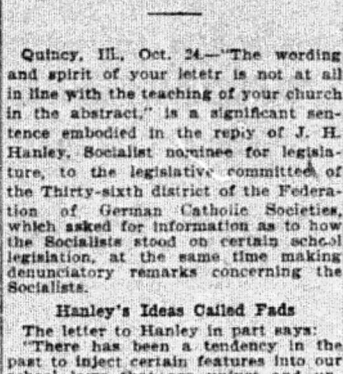 Quincy, Ill., Oct. 24.—"The wording
and spirit of your letetr is not at all
in line with the teaching of your church
in the abstract," is a significant sen-
tence embodied in the reply of J. H.
Hanley, Socialist nominee for legisla-
ture, to the legislative committee of
the Thirty-sixth district of the Federa-
tion of German Catholic Societies,
which asked for information as to how
the Socialists stood on certain school
legislation, at the same time making
denunciatory remarks concerning the
Socialists.
Hanley's Ideas Called Fads
The letter to Hanley in part says:
"There has been a tendency in the
past to inject certain features into our